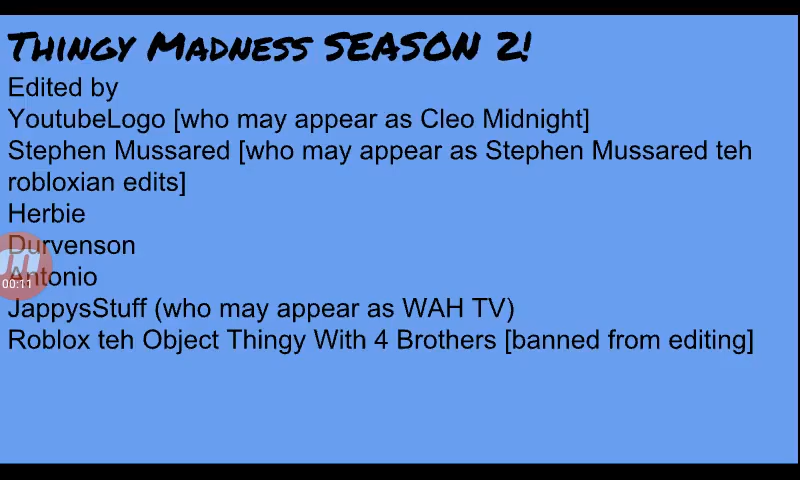 Thingy Madness SEASON 2!
Edited by
YoutubeLogo [who may appear as Cleo Midnight]
Stephen Mussared [who may appear as Stephen Mussared teh
robloxian edits]
Herbie
Durvenson
Antonio
00:11
JappysStuff (who may appear as WAH TV)
Roblox teh Object Thingy With 4 Brothers [banned from editing]